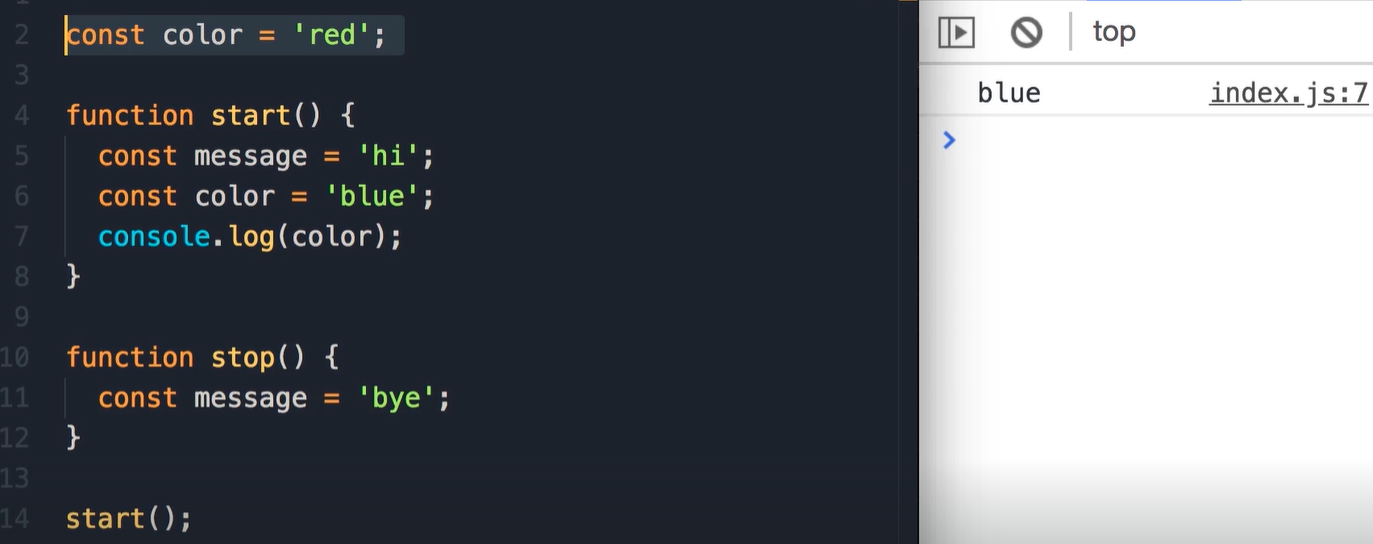 2 const color = 'red';
3
4 function start() {
5   const message = 'hi';
6   const color = 'blue';
7   console.log(color);
8 }
9
10 function stop() {
11   const message = 'bye';
12 }
13
14 start();
top
blue index.js:7
>